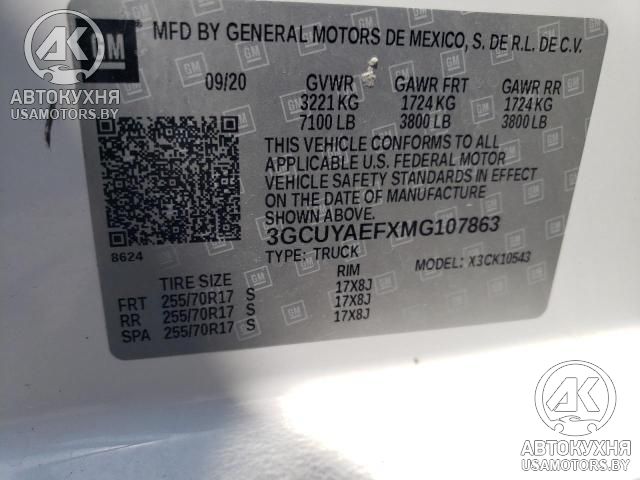 GM
MFD BY GENERAL MOTORS DE MEXICO, S. DE R.L. DE C.V.
09/20 GVWR GAWR FRT GAWR RR
3221 KG 1724 KG 1724 KG
7100 LB 3800 LB 3800 LB
THIS VEHICLE CONFORMS TO ALL
APPLICABLE U.S. FEDERAL MOTOR
VEHICLE SAFETY STANDARDS IN EFFECT
ON THE DATE OF MANUFACTURE
SHOWN ABOVE.
3GCUYAEFXMG107863
8624
TYPE: TRUCK MODEL: X3CK10543
TIRE SIZE RIM
FRT 255/70R17 S 17X8J
RR 255/70R17 S 17X8J
SPA 255/70R17 S 17X8J
АК
АВТОКУХНЯ
USAMOTORS.BY
АК
АВТОКУХНЯ
USAMOTORS.BY